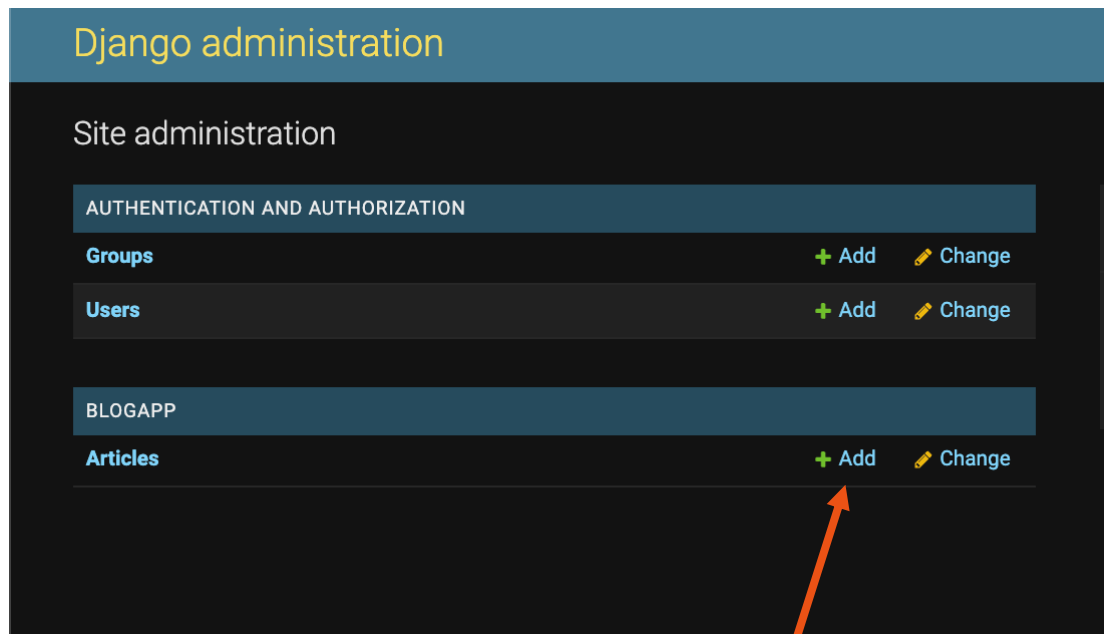 Django administration
Site administration
AUTHENTICATION AND AUTHORIZATION
Groups Add Change
Users Add Change
BLOGAPP
Articles Add Change